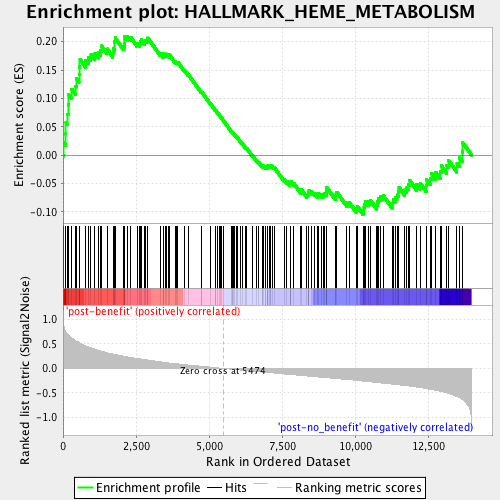 Enrichment plot: HALLMARK_HEME_METABOLISM
Enrichment score (ES)
0.20
0.15
0.10
0.05
0.00
-0.05
-0.10
'post-benefit' (positively correlated)
Ranked list metric (Signal2Noise)
1.0
0.5
0.0
-0.5
-1.0
Zero cross at 5474
'post-no_benefit' (negatively correlated)
0
2,500
5,000
7,500
10,000
12,500
Rank in Ordered Dataset
Enrichment profile
Hits
Ranking metric scores